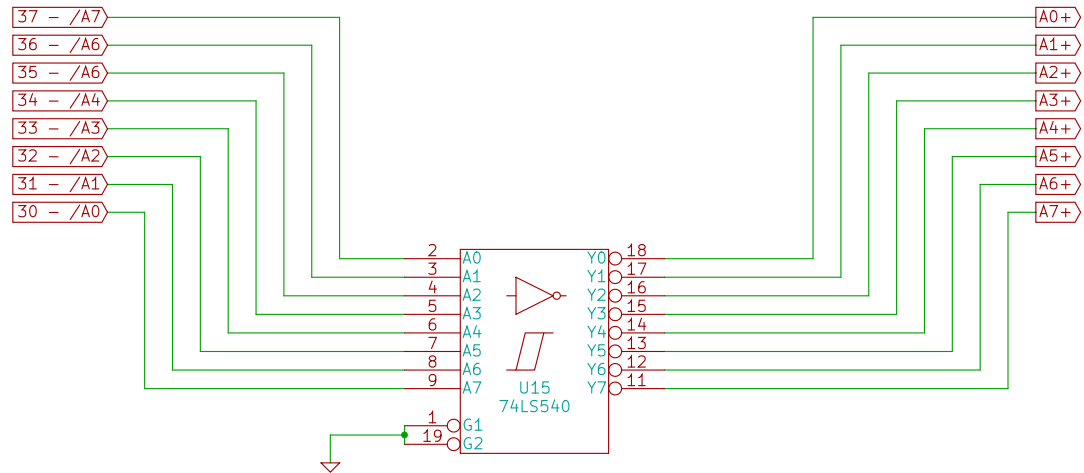 37 - /A7
36 - /A6
35 - /A6
34 - /A4
33 - /A3
32 - /A2
31 - /A1
30 - /A0
A0+
A1+
A2+
A3+
A4+
A5+
A6+
A7+
2 A0 Y0 18
3 A1 Y1 17
4 A2 Y2 16
5 A3 Y3 15
6 A4 Y4 14
7 A5 Y5 13
8 A6 Y6 12
9 A7 Y7 11
U15
74LS540
1 G1
19 G2